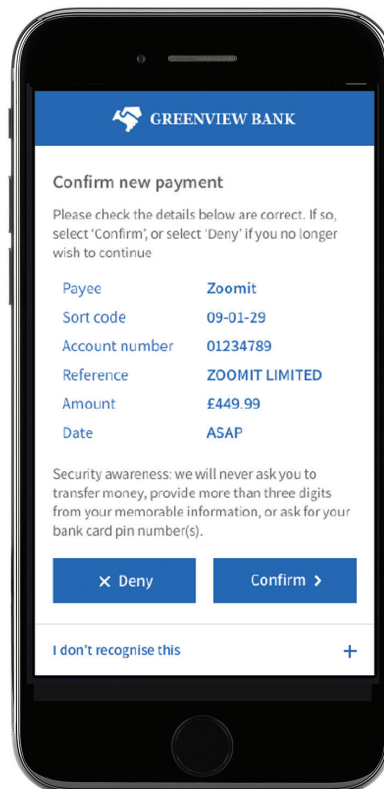 GREENVIEW BANK
Confirm new payment
Please check the details below are correct. If so,
select 'Confirm', or select 'Deny' if you no longer
wish to continue
Payee Zoomit
Sort code 09-01-29
Account number 01234789
Reference ZOOMIT LIMITED
Amount £449.99
Date ASAP
Security awareness: we will never ask you to
transfer money, provide more than three digits
from your memorable information, or ask for your
bank card pin number(s).
× Deny Confirm >
I don't recognise this +